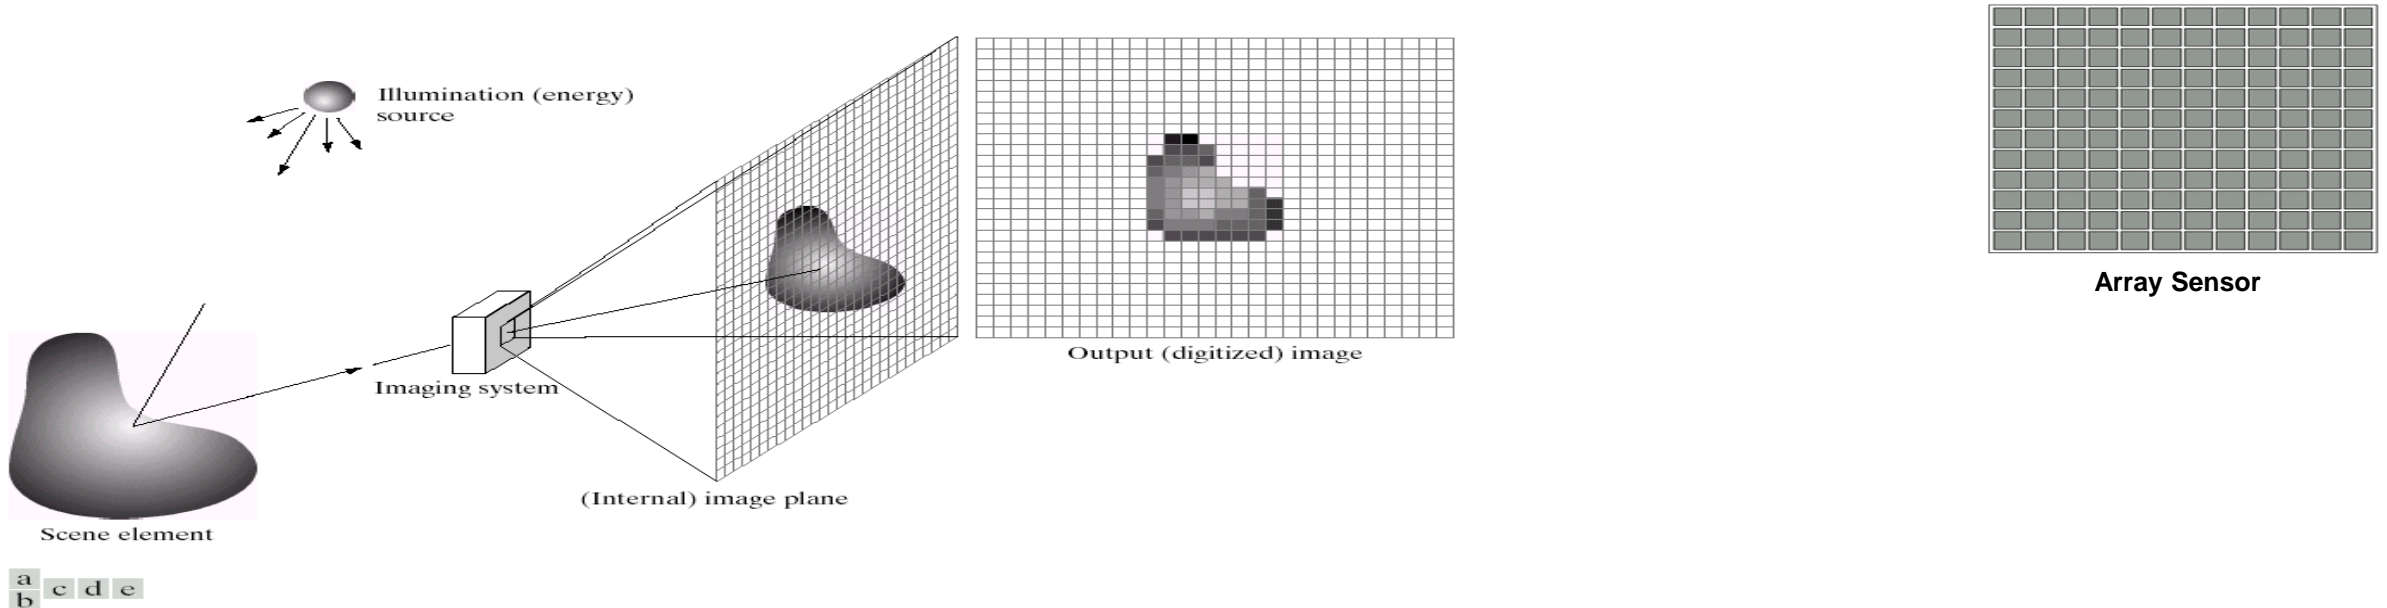 Illumination (energy)
source
Imaging system
Output (digitized) image
Array Sensor
(Internal) image plane
Scene element
a
b c d e